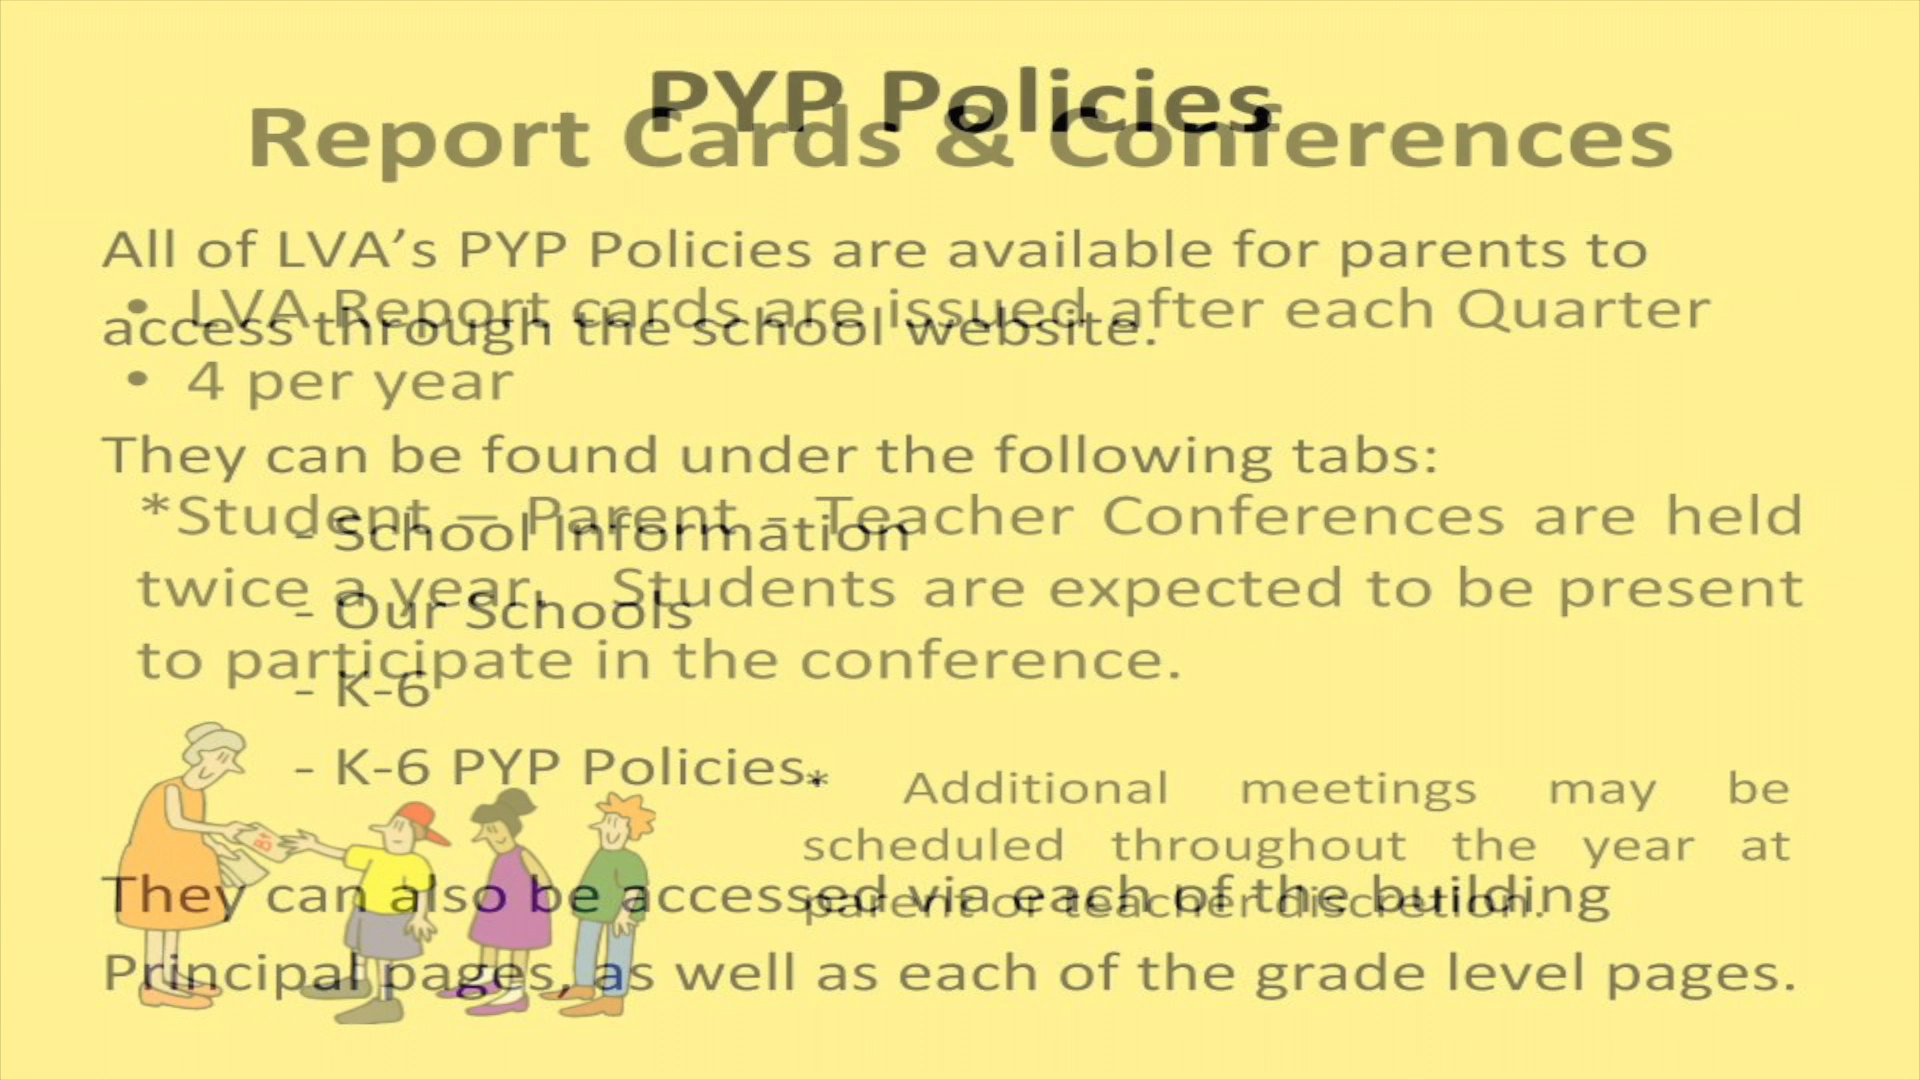 PYP Policies
All of LVA's PYP Policies are available for parents to
access through the school website.
They can be found under the following tabs:
- School Information
- Our Schools
- K-6
- K-6 PYP Policies.
They can also be accessed via each of the building
Principal pages, as well as each of the grade level pages.
Report Cards & Conferences
• LVA Report cards are issued after each Quarter
• 4 per year
*Student – Parent - Teacher Conferences are held
twice a year. Students are expected to be present
to participate in the conference.
* Additional meetings may be
scheduled throughout the year at
parent or teacher discretion.